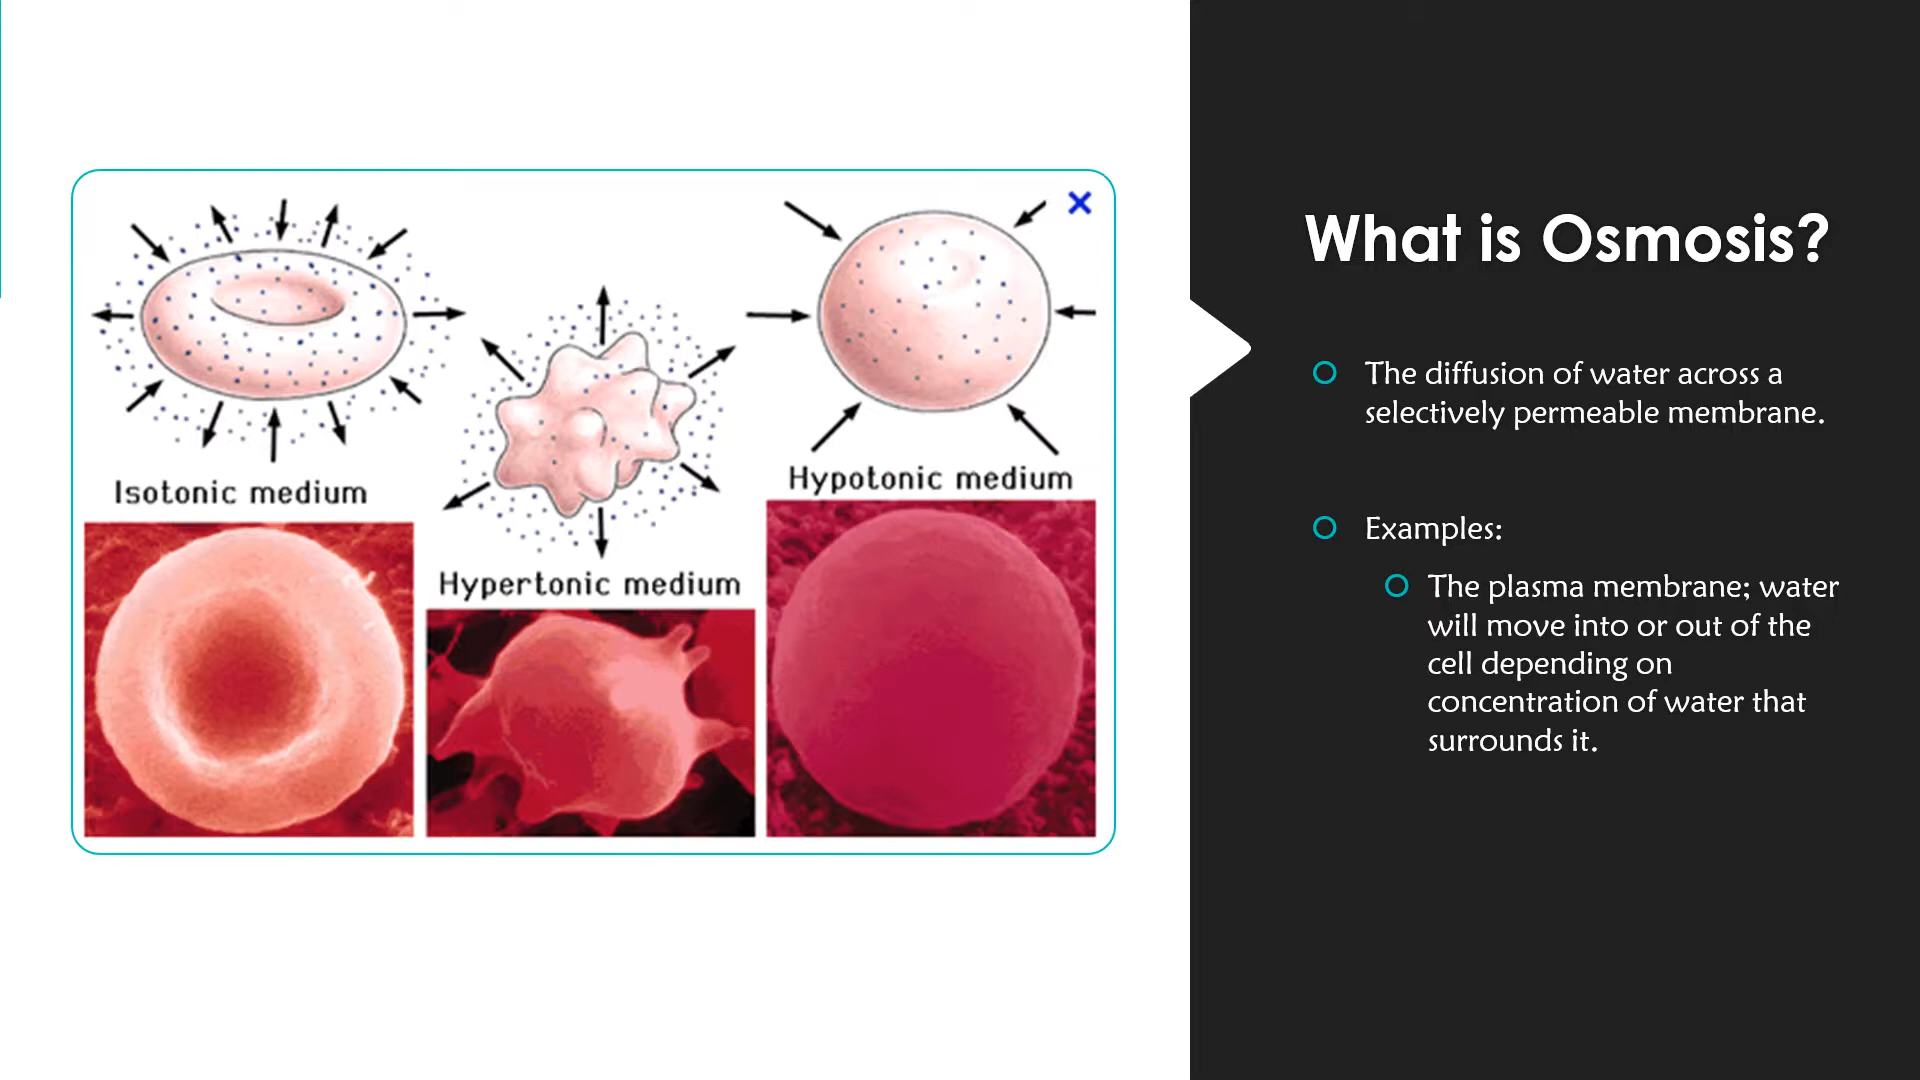 What is Osmosis?
The diffusion of water across a
selectively permeable membrane.
Examples:
The plasma membrane; water
will move into or out of the
cell depending on
concentration of water that
surrounds it.
Isotonic medium
Hypertonic medium
Hypotonic medium